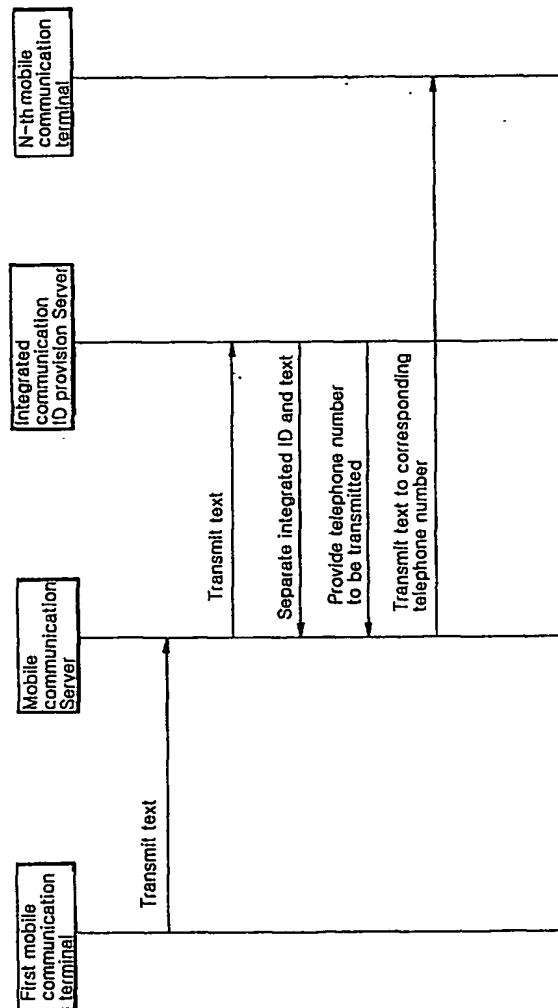 First mobile
communication
terminal
Mobile
communication
Server
Integrated
communication
ID provision Server
N-th mobile
communication
terminal
Transmit text
Transmit text
Separate integrated ID and text
Provide telephone number
to be transmitted
Transmit text to corresponding
telephone number